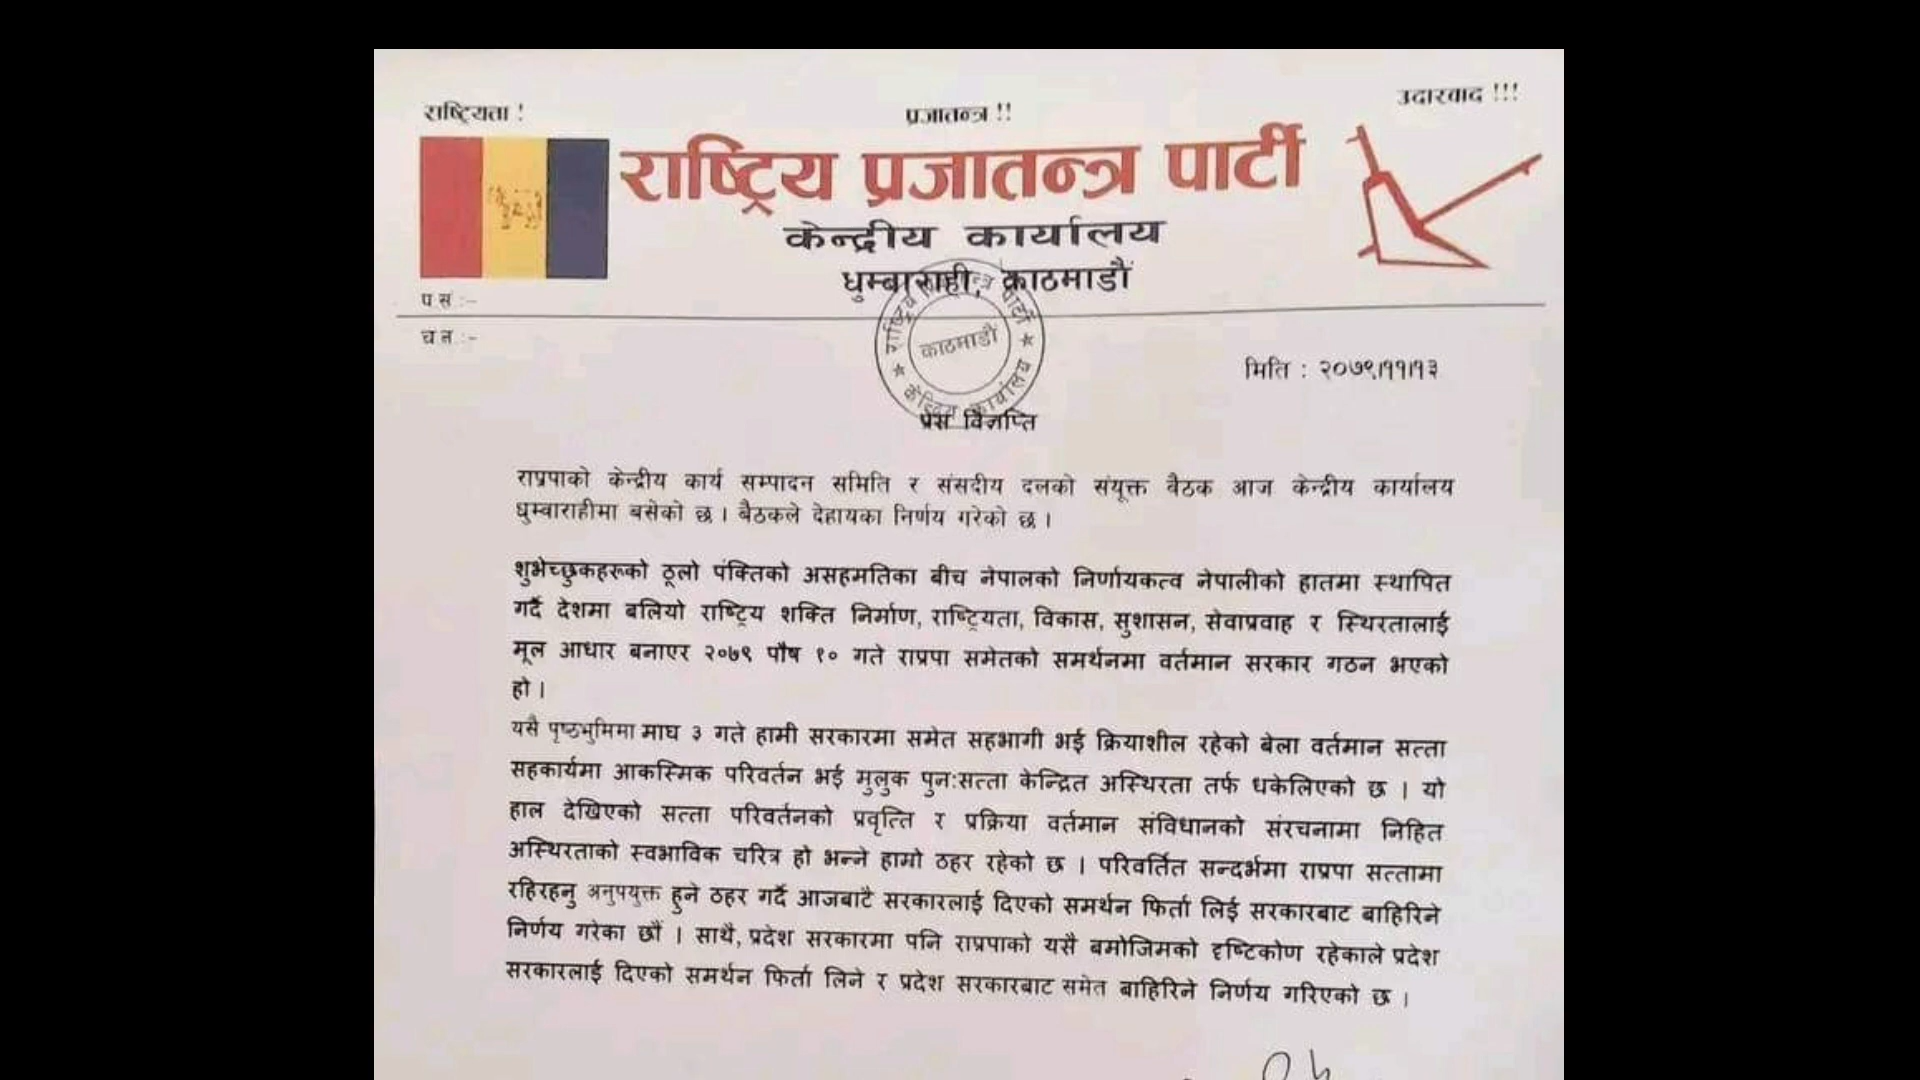 राष्ट्रियता !
प्रजातन्त्र !!
उदारवाद !!!
राष्ट्रिय प्रजातन्त्र पार्टी
केन्द्रीय कार्यालय
धुम्बाराही, काठमाडौं
प सं :-
च नं :-
राष्ट्रिय प्रजातन्त्र पार्टी
काठमाडौं
केन्द्रिय कार्यालय
मिति : २०७९।११।१३
प्रेस विज्ञप्ति
राप्रपाको केन्द्रीय कार्य सम्पादन समिति र संसदीय दलको संयूक्त बैठक आज केन्द्रीय कार्यालय
धुम्बाराहीमा बसेको छ । बैठकले देहायका निर्णय गरेको छ ।
शुभेच्छुकहरूको ठूलो पंक्तिको असहमतिका बीच नेपालको निर्णायकत्व नेपालीको हातमा स्थापित
गर्दै देशमा बलियो राष्ट्रिय शक्ति निर्माण, राष्ट्रियता, विकास, सुशासन, सेवाप्रवाह र स्थिरतालाई
मूल आधार बनाएर २०७९ पौष १० गते राप्रपा समेतको समर्थनमा वर्तमान सरकार गठन भएको
हो ।
यसै पृष्ठभुमिमा माघ ३ गते हामी सरकारमा समेत सहभागी भई क्रियाशील रहेको बेला वर्तमान सत्ता
सहकार्यमा आकस्मिक परिवर्तन भई मुलुक पुन:सत्ता केन्द्रित अस्थिरता तर्फ धकेलिएको छ । यो
हाल देखिएको सत्ता परिवर्तनको प्रवृत्ति र प्रक्रिया वर्तमान संविधानको संरचनामा निहित
अस्थिरताको स्वभाविक चरित्र हो भन्ने हाम्रो ठहर रहेको छ । परिवर्तित सन्दर्भमा राप्रपा सत्तामा
रहिरहनु अनुपयुक्त हुने ठहर गर्दै आजबाटै सरकारलाई दिएको समर्थन फिर्ता लिई सरकारबाट बाहिरिने
निर्णय गरेका छौं । साथै, प्रदेश सरकारमा पनि राप्रपाको यसै बमोजिमको दृष्टिकोण रहेकाले प्रदेश
सरकारलाई दिएको समर्थन फिर्ता लिने र प्रदेश सरकारबाट समेत बाहिरिने निर्णय गरिएको छ ।